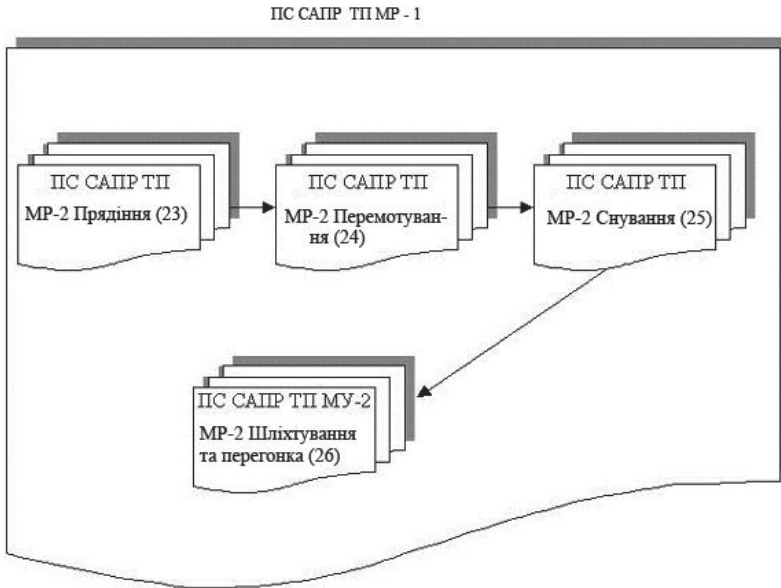 ПС САПР ТП МР - 1
ПС САПР ТП
МР-2 Прядіння (23)
ПС САПР ТП
МР-2 Перемотуван-
ня (24)
ПС САПР ТП
МР-2 Снування (25)
ПС САПР ТП МУ-2
МР-2 Шліхтування
та перегонка (26)